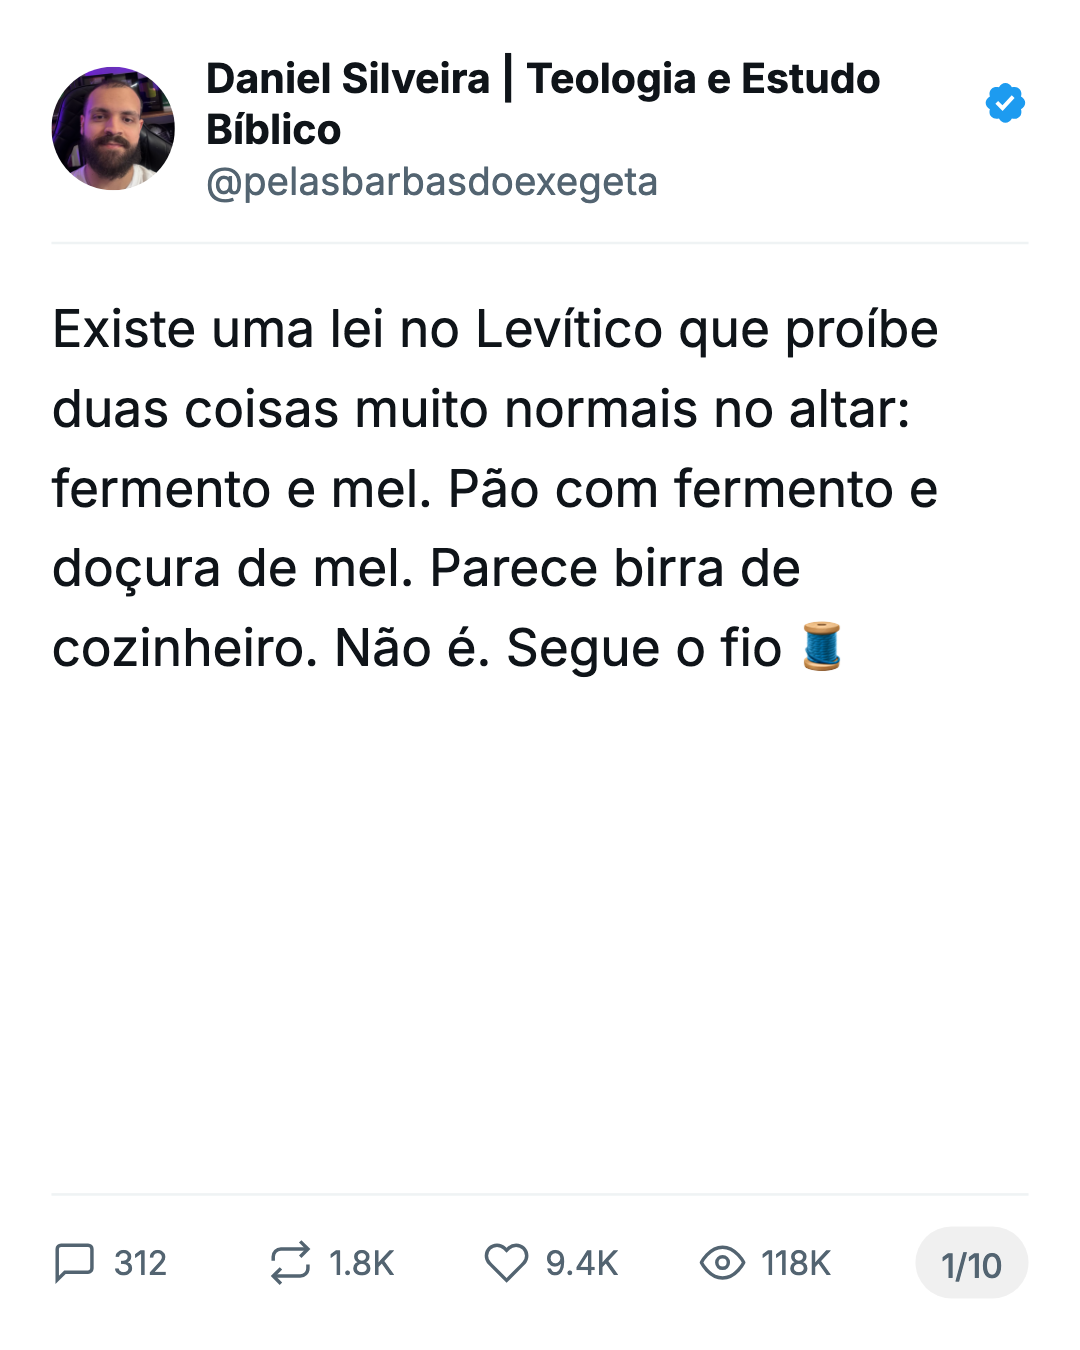 Daniel Silveira | Teologia e Estudo
Bíblico
@pelasbarbasdoexegeta
Existe uma lei no Levítico que proíbe
duas coisas muito normais no altar:
fermento e mel. Pão com fermento e
doçura de mel. Parece birra de
cozinheiro. Não é. Segue o fio 🧵
312 1.8K 9.4K 118K 1/10